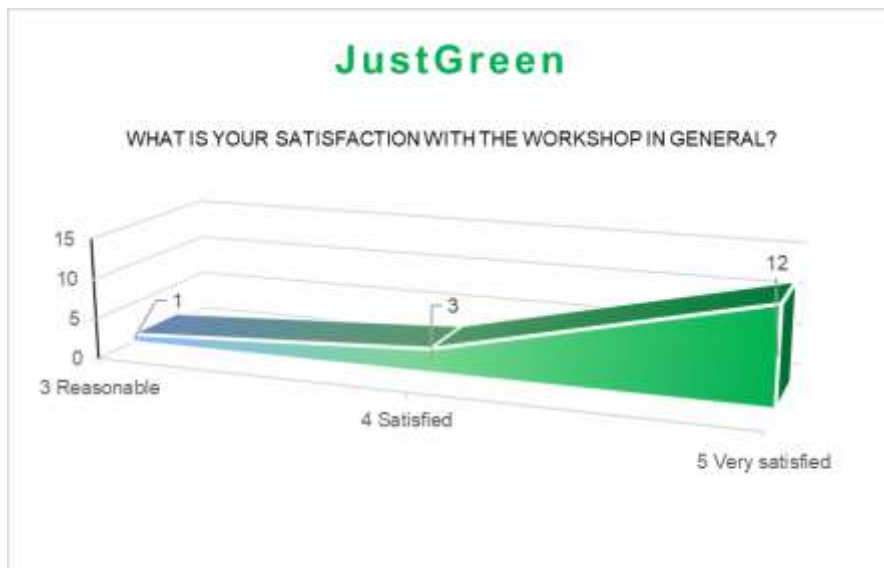 JustGreen
WHAT IS YOUR SATISFACTION WITH THE WORKSHOP IN GENERAL?
15
10
5
0
1
3
12
3 Reasonable
4 Satisfied
5 Very satisfied